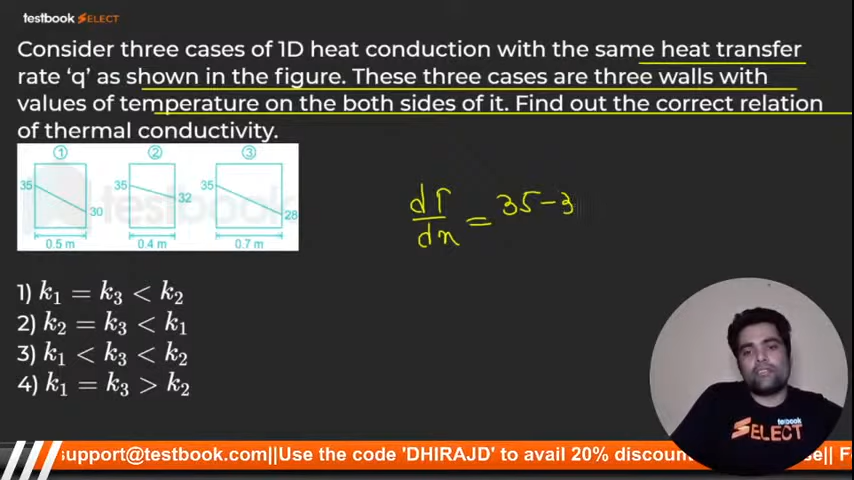 testbook SELECT
Consider three cases of 1D heat conduction with the same heat transfer
rate ‘q’ as shown in the figure. These three cases are three walls with
values of temperature on the both sides of it. Find out the correct relation
of thermal conductivity.
① ② ③
35 30 35 32 35 28
0.5 m 0.4 m 0.7 m
testbook
dT/dx = 35-3
1) k₁ = k₃ < k₂
2) k₂ = k₃ < k₁
3) k₁ < k₃ < k₂
4) k₁ = k₃ > k₂
testbook
SELECT
support@testbook.com||Use the code 'DHIRAJD' to avail 20% discoun